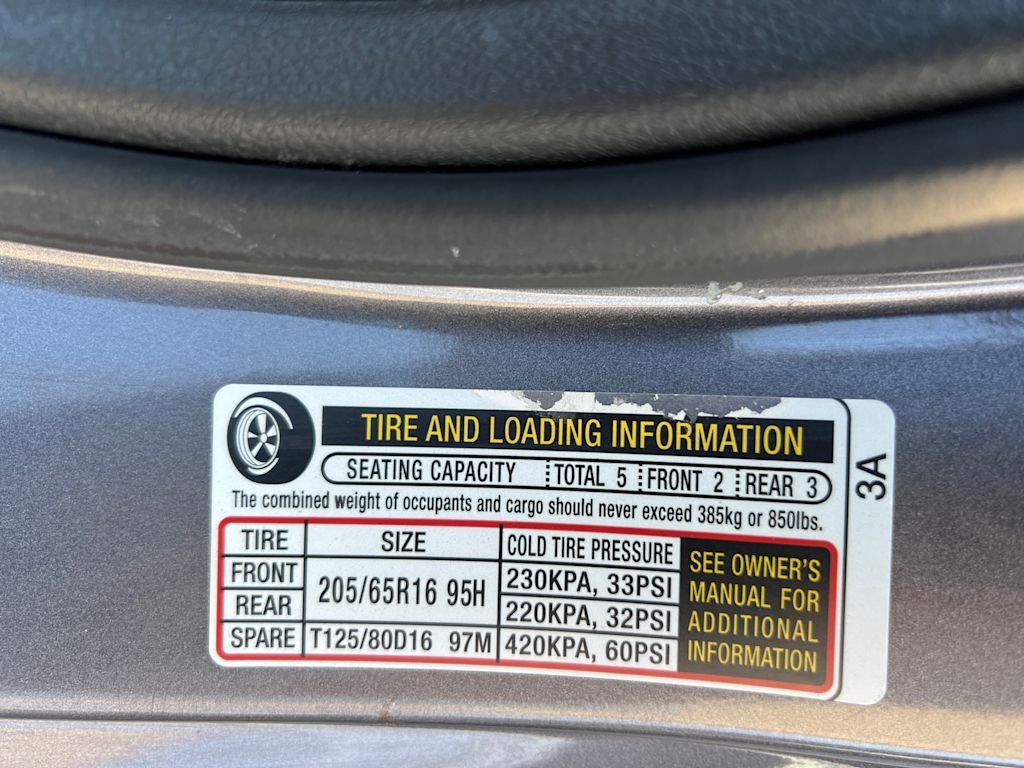 TIRE AND LOADING INFORMATION
SEATING CAPACITY TOTAL 5 FRONT 2 REAR 3
The combined weight of occupants and cargo should never exceed 385kg or 850lbs.
3A
TIRE SIZE COLD TIRE PRESSURE
FRONT 205/65R16 95H 230KPA, 33PSI
REAR 220KPA, 32PSI
SPARE T125/80D16 97M 420KPA, 60PSI
SEE OWNER'S
MANUAL FOR
ADDITIONAL
INFORMATION